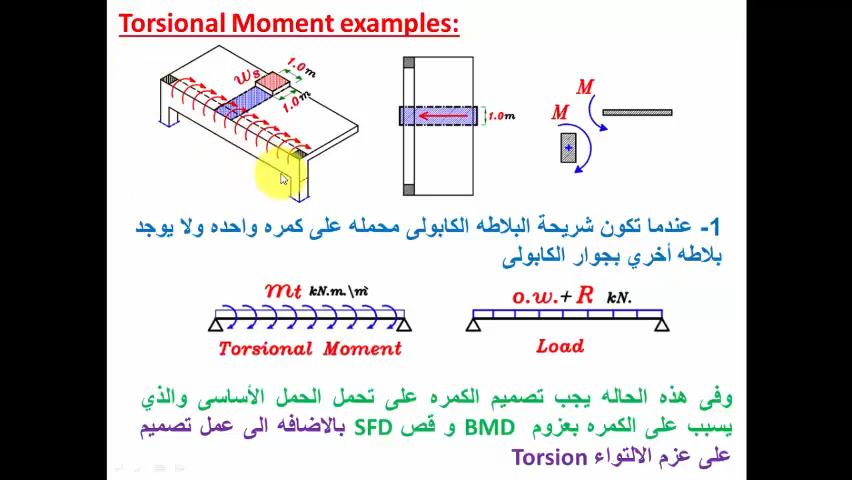 Torsional Moment examples:
1.0m
ws
1.0m
1.0m
M
M
1- عندما تكون شريحة البلاطه الكابولى محمله على كمره واحده ولا يوجد
بلاطه أخري بجوار الكابولى
mt kN.m.\m`
o.w.+R kN.
Torsional Moment
Load
وفى هذه الحاله يجب تصميم الكمره على تحمل الحمل الأساسى والذي
يسبب على الكمره بعزوم BMD و قص SFD بالاضافه الى عمل تصميم
على عزم الالتواء Torsion